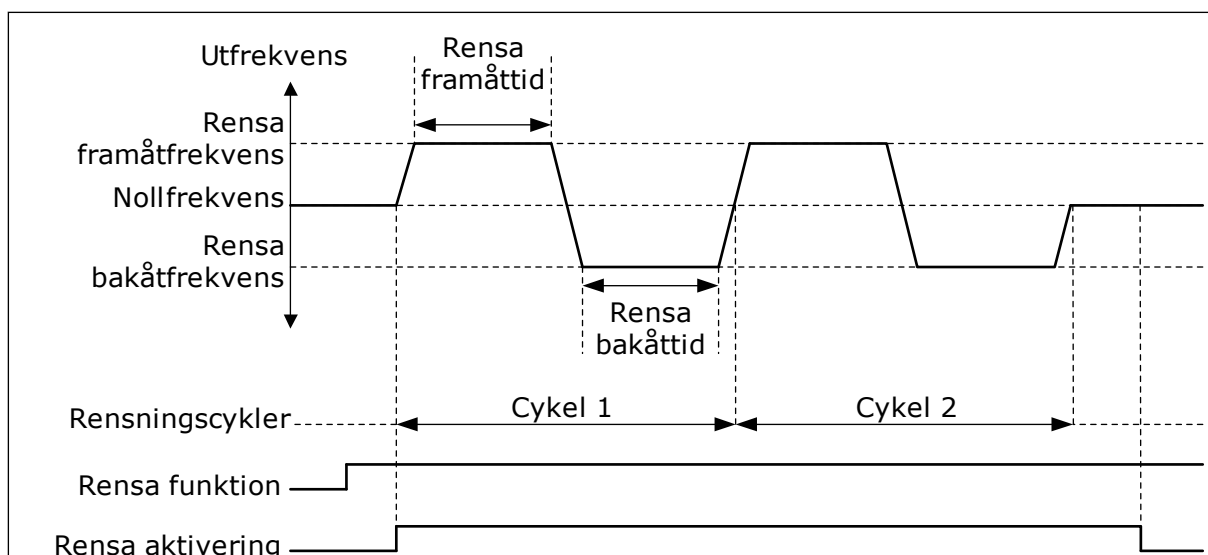 Utfrekvens
Rensa
framåttid
Rensa
framåtfrekvens
Nollfrekvens
Rensa
bakåtfrekvens
Rensa
bakåttid
Rensningscykler
Cykel 1
Cykel 2
Rensa funktion
Rensa aktivering